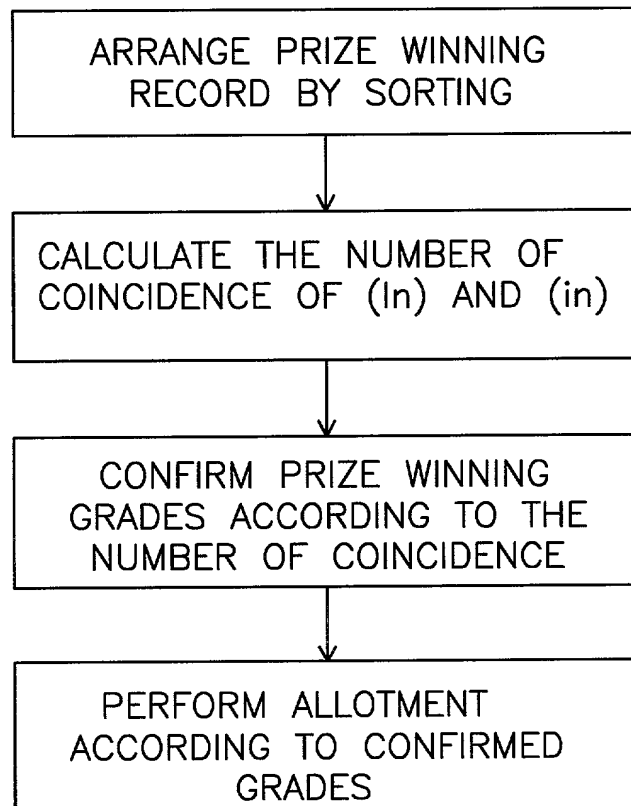 ARRANGE PRIZE WINNING
RECORD BY SORTING
CALCULATE THE NUMBER OF
COINCIDENCE OF (In) AND (in)
CONFIRM PRIZE WINNING
GRADES ACCORDING TO THE
NUMBER OF COINCIDENCE
PERFORM ALLOTMENT
ACCORDING TO CONFIRMED
GRADES